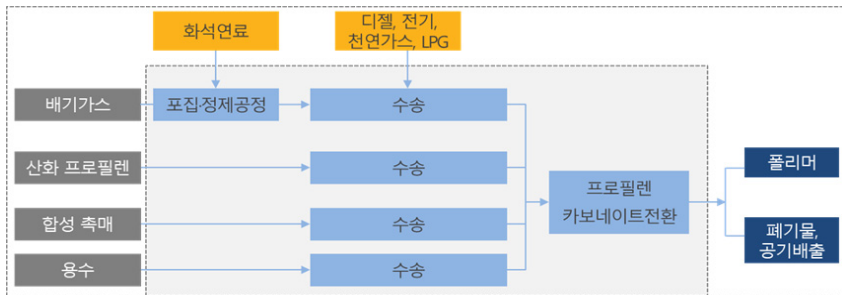 화석연료
디젤, 전기,
천연가스, LPG
배기가스
포집·정제공정
수송
산화 프로필렌
수송
합성 촉매
수송
용수
수송
프로필렌
카보네이트전환
폴리머
폐기물,
공기배출